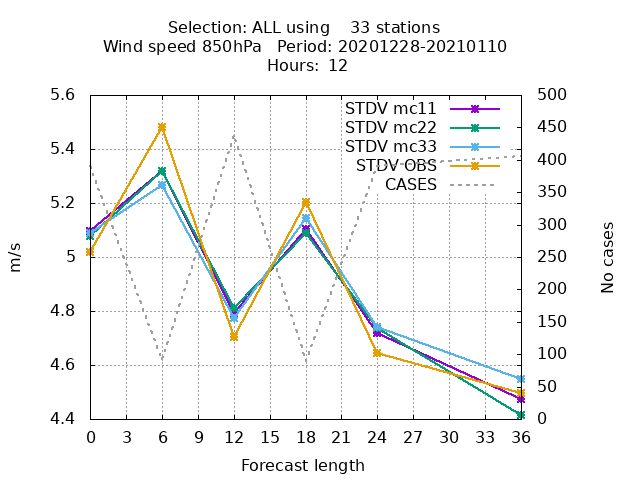 Selection: ALL using    33 stations
Wind speed 850hPa   Period: 20201228-20210110
Hours: 12
STDV mc11
STDV mc22
STDV mc33
STDV OBS
CASES
5.6
5.4
5.2
5
4.8
4.6
4.4
m/s
500
450
400
350
300
250
200
150
100
50
0
No cases
0 3 6 9 12 15 18 21 24 27 30 33 36
Forecast length